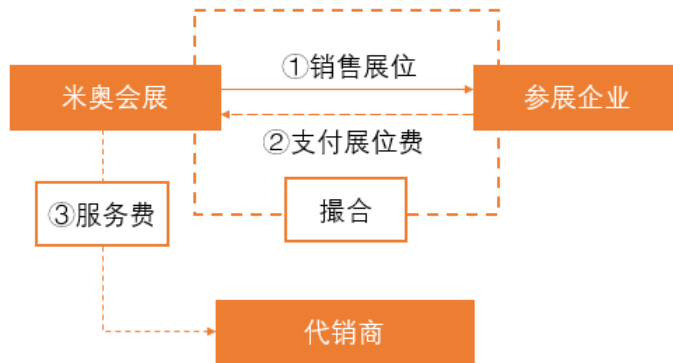 ①销售展位
米奥会展
参展企业
②支付展位费
③服务费
撮合
代销商